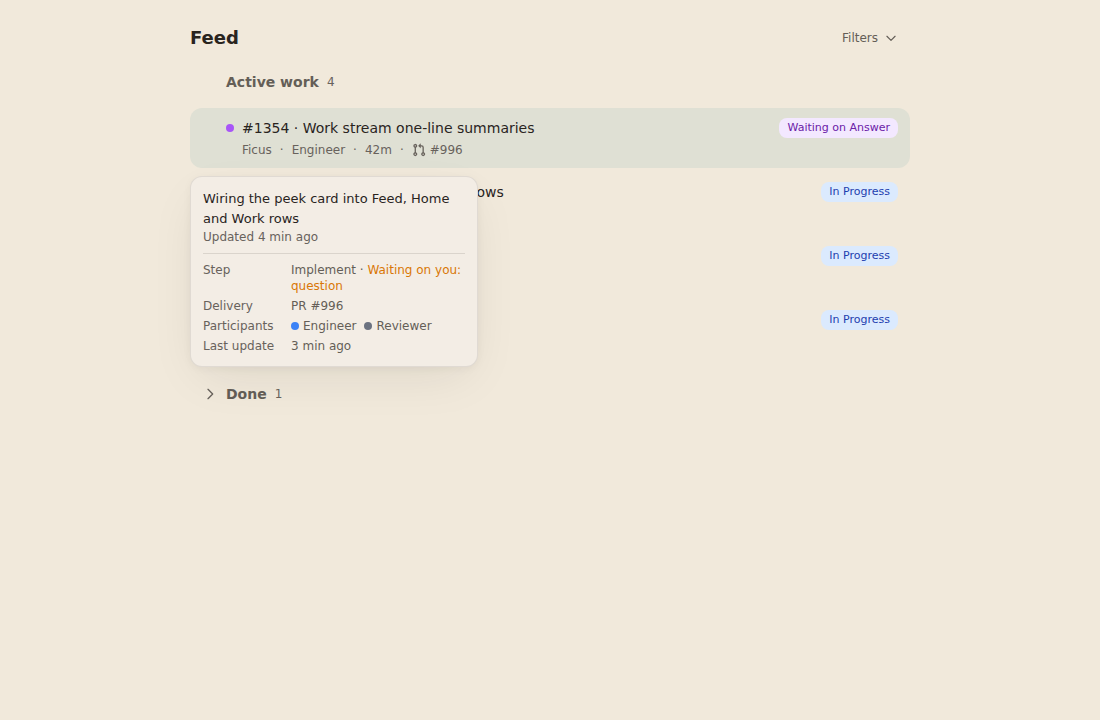 Feed
Filters
Active work 4
#1354 · Work stream one-line summaries
Waiting on Answer
Ficus · Engineer · 42m · #996
In Progress
Wiring the peek card into Feed, Home
and Work rows
Updated 4 min ago
In Progress
Step Implement · Waiting on you:
question
Delivery PR #996
In Progress
Participants Engineer Reviewer
Last update 3 min ago
Done 1